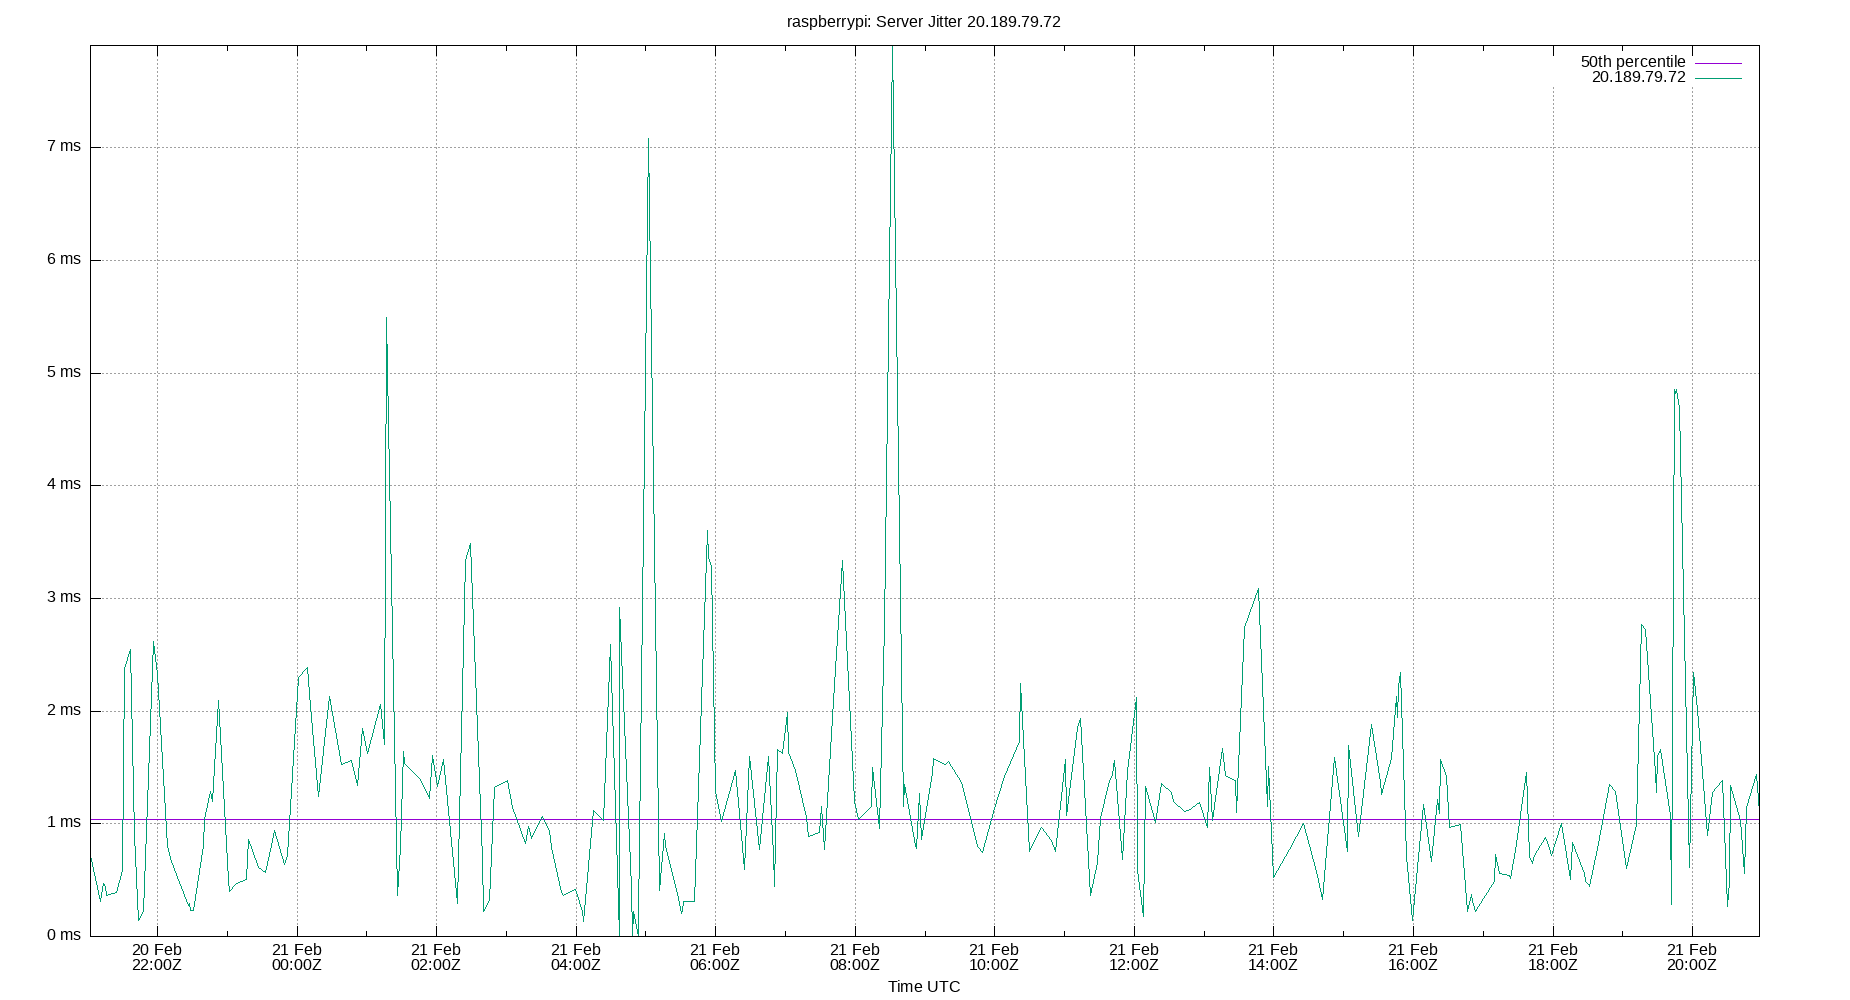 raspberrypi: Server Jitter 20.189.79.72
50th percentile
20.189.79.72
7 ms
6 ms
5 ms
4 ms
3 ms
2 ms
1 ms
0 ms
20 Feb 21 Feb 21 Feb 21 Feb 21 Feb 21 Feb 21 Feb 21 Feb 21 Feb 21 Feb 21 Feb 21 Feb
22:00Z 00:00Z 02:00Z 04:00Z 06:00Z 08:00Z 10:00Z 12:00Z 14:00Z 16:00Z 18:00Z 20:00Z
Time UTC